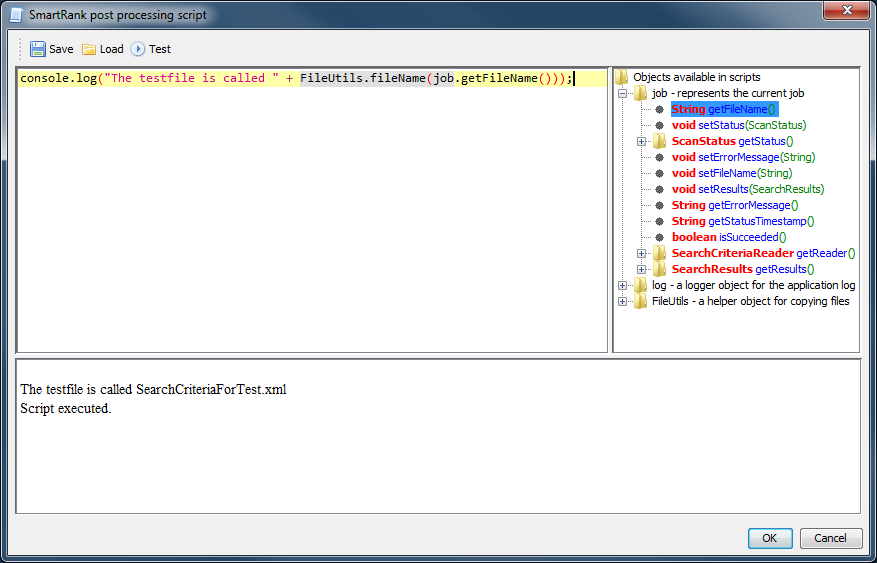 SmartRank post processing script
Save Load Test
console.log("The testfile is called " + FileUtils.fileName(job.getFileName()));
Objects available in scripts
job - represents the current job
String getFileName()
void setStatus(ScanStatus)
ScanStatus getStatus()
void setErrorMessage(String)
void setFileName(String)
void setResults(SearchResults)
String getErrorMessage()
String getStatusTimestamp()
boolean isSucceeded()
SearchCriteriaReader getReader()
SearchResults getResults()
log - a logger object for the application log
FileUtils - a helper object for copying files
The testfile is called SearchCriteriaForTest.xml
Script executed.
OK Cancel